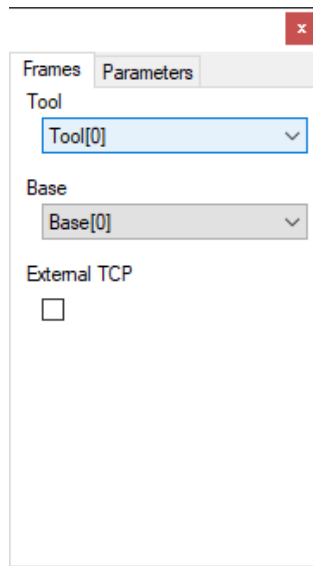 x
Frames Parameters
Tool
Tool[0]
Base
Base[0]
External TCP